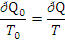 ∂Q₀/T₀ = ∂Q/T